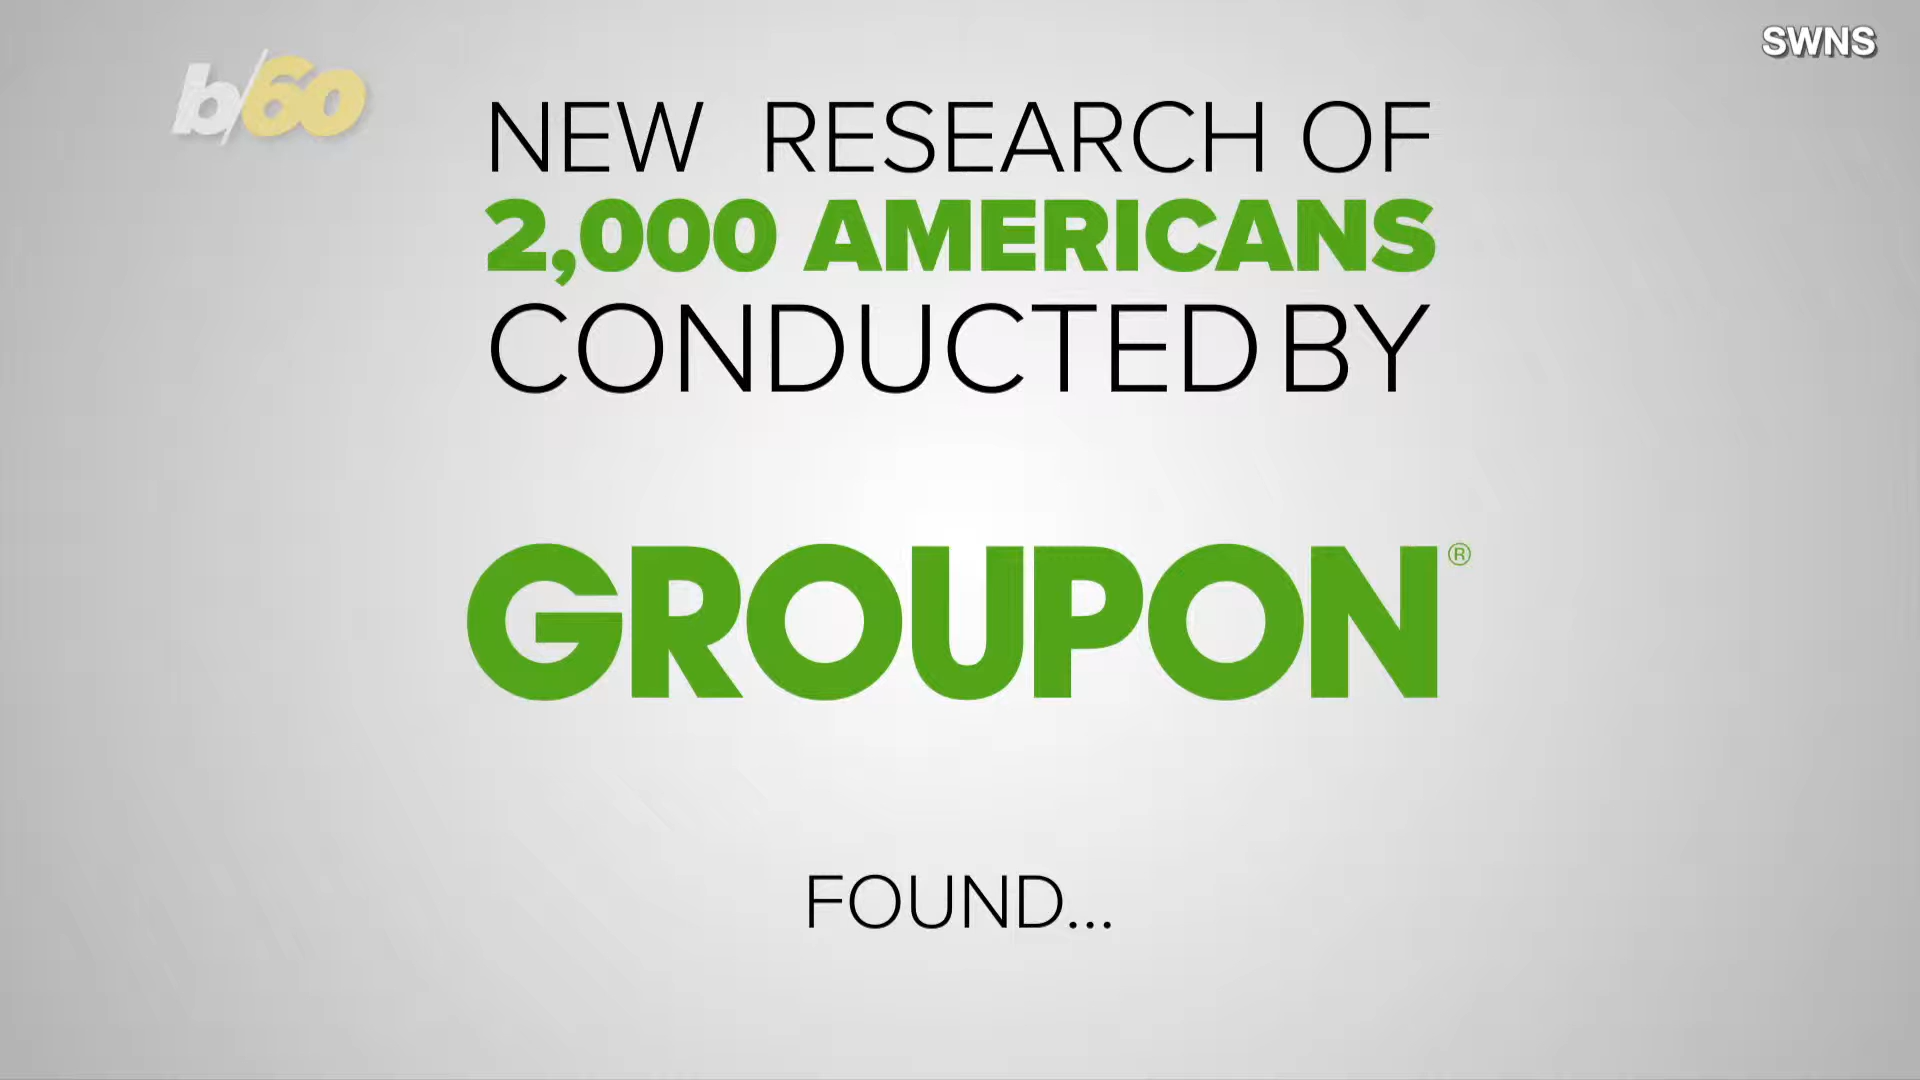 b/60
SWNS
NEW RESEARCH OF
2,000 AMERICANS
CONDUCTED BY
GROUPON®
FOUND...